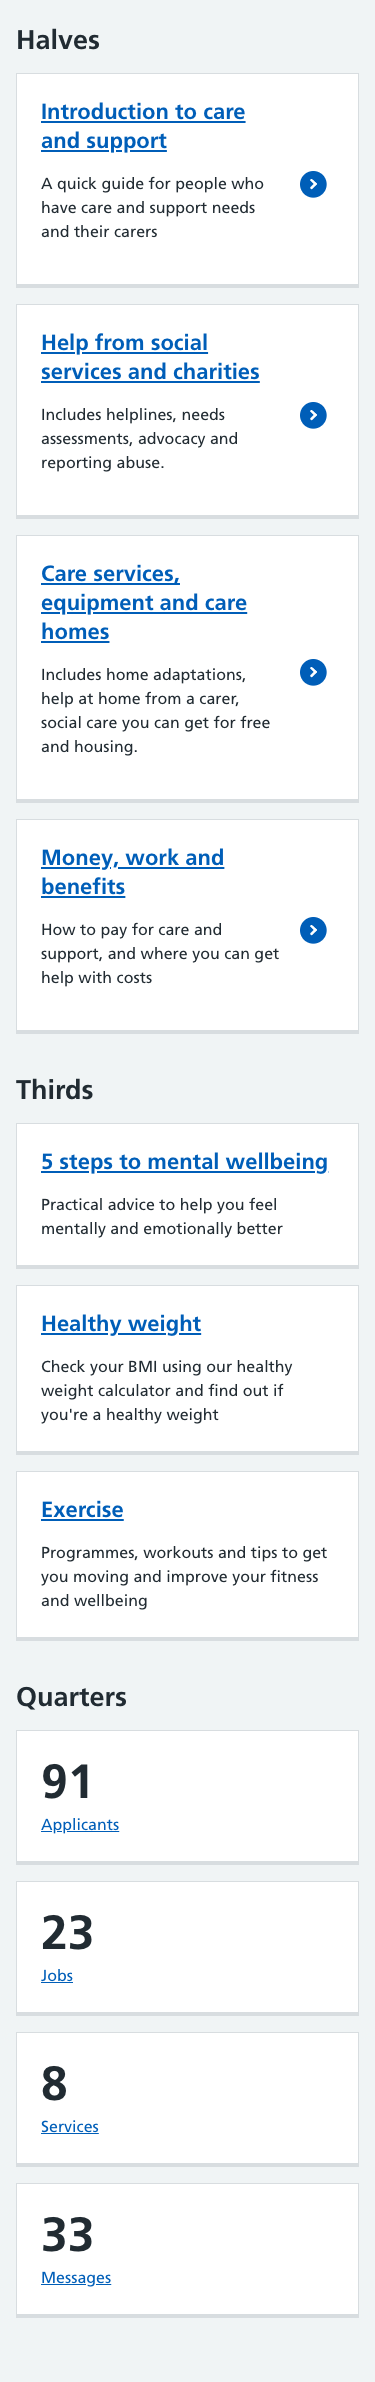 Halves
Introduction to care
and support
A quick guide for people who
have care and support needs
and their carers
Help from social
services and charities
Includes helplines, needs
assessments, advocacy and
reporting abuse.
Care services,
equipment and care
homes
Includes home adaptations,
help at home from a carer,
social care you can get for free
and housing.
Money, work and
benefits
How to pay for care and
support, and where you can get
help with costs
Thirds
5 steps to mental wellbeing
Practical advice to help you feel
mentally and emotionally better
Healthy weight
Check your BMI using our healthy
weight calculator and find out if
you're a healthy weight
Exercise
Programmes, workouts and tips to get
you moving and improve your fitness
and wellbeing
Quarters
91
Applicants
23
Jobs
8
Services
33
Messages